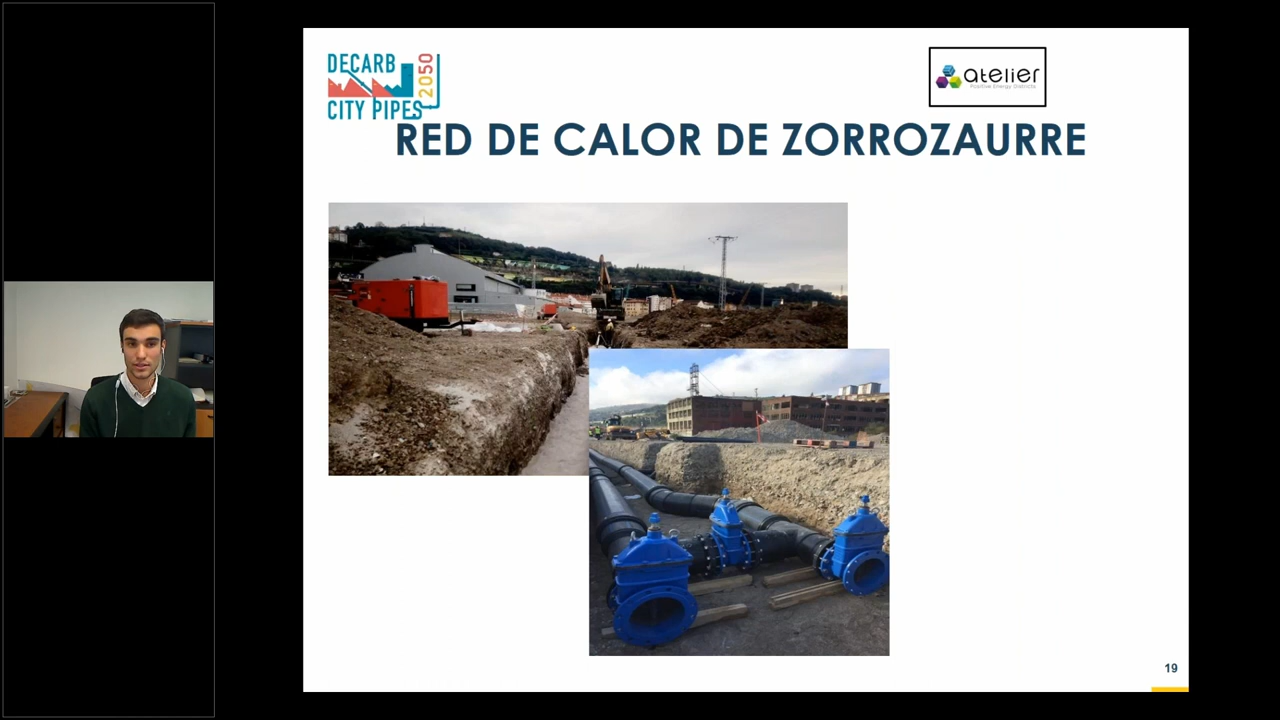 DECARB
CITY PIPES
2050
atelier
Positive Energy Districts
RED DE CALOR DE ZORROZAURRE
19